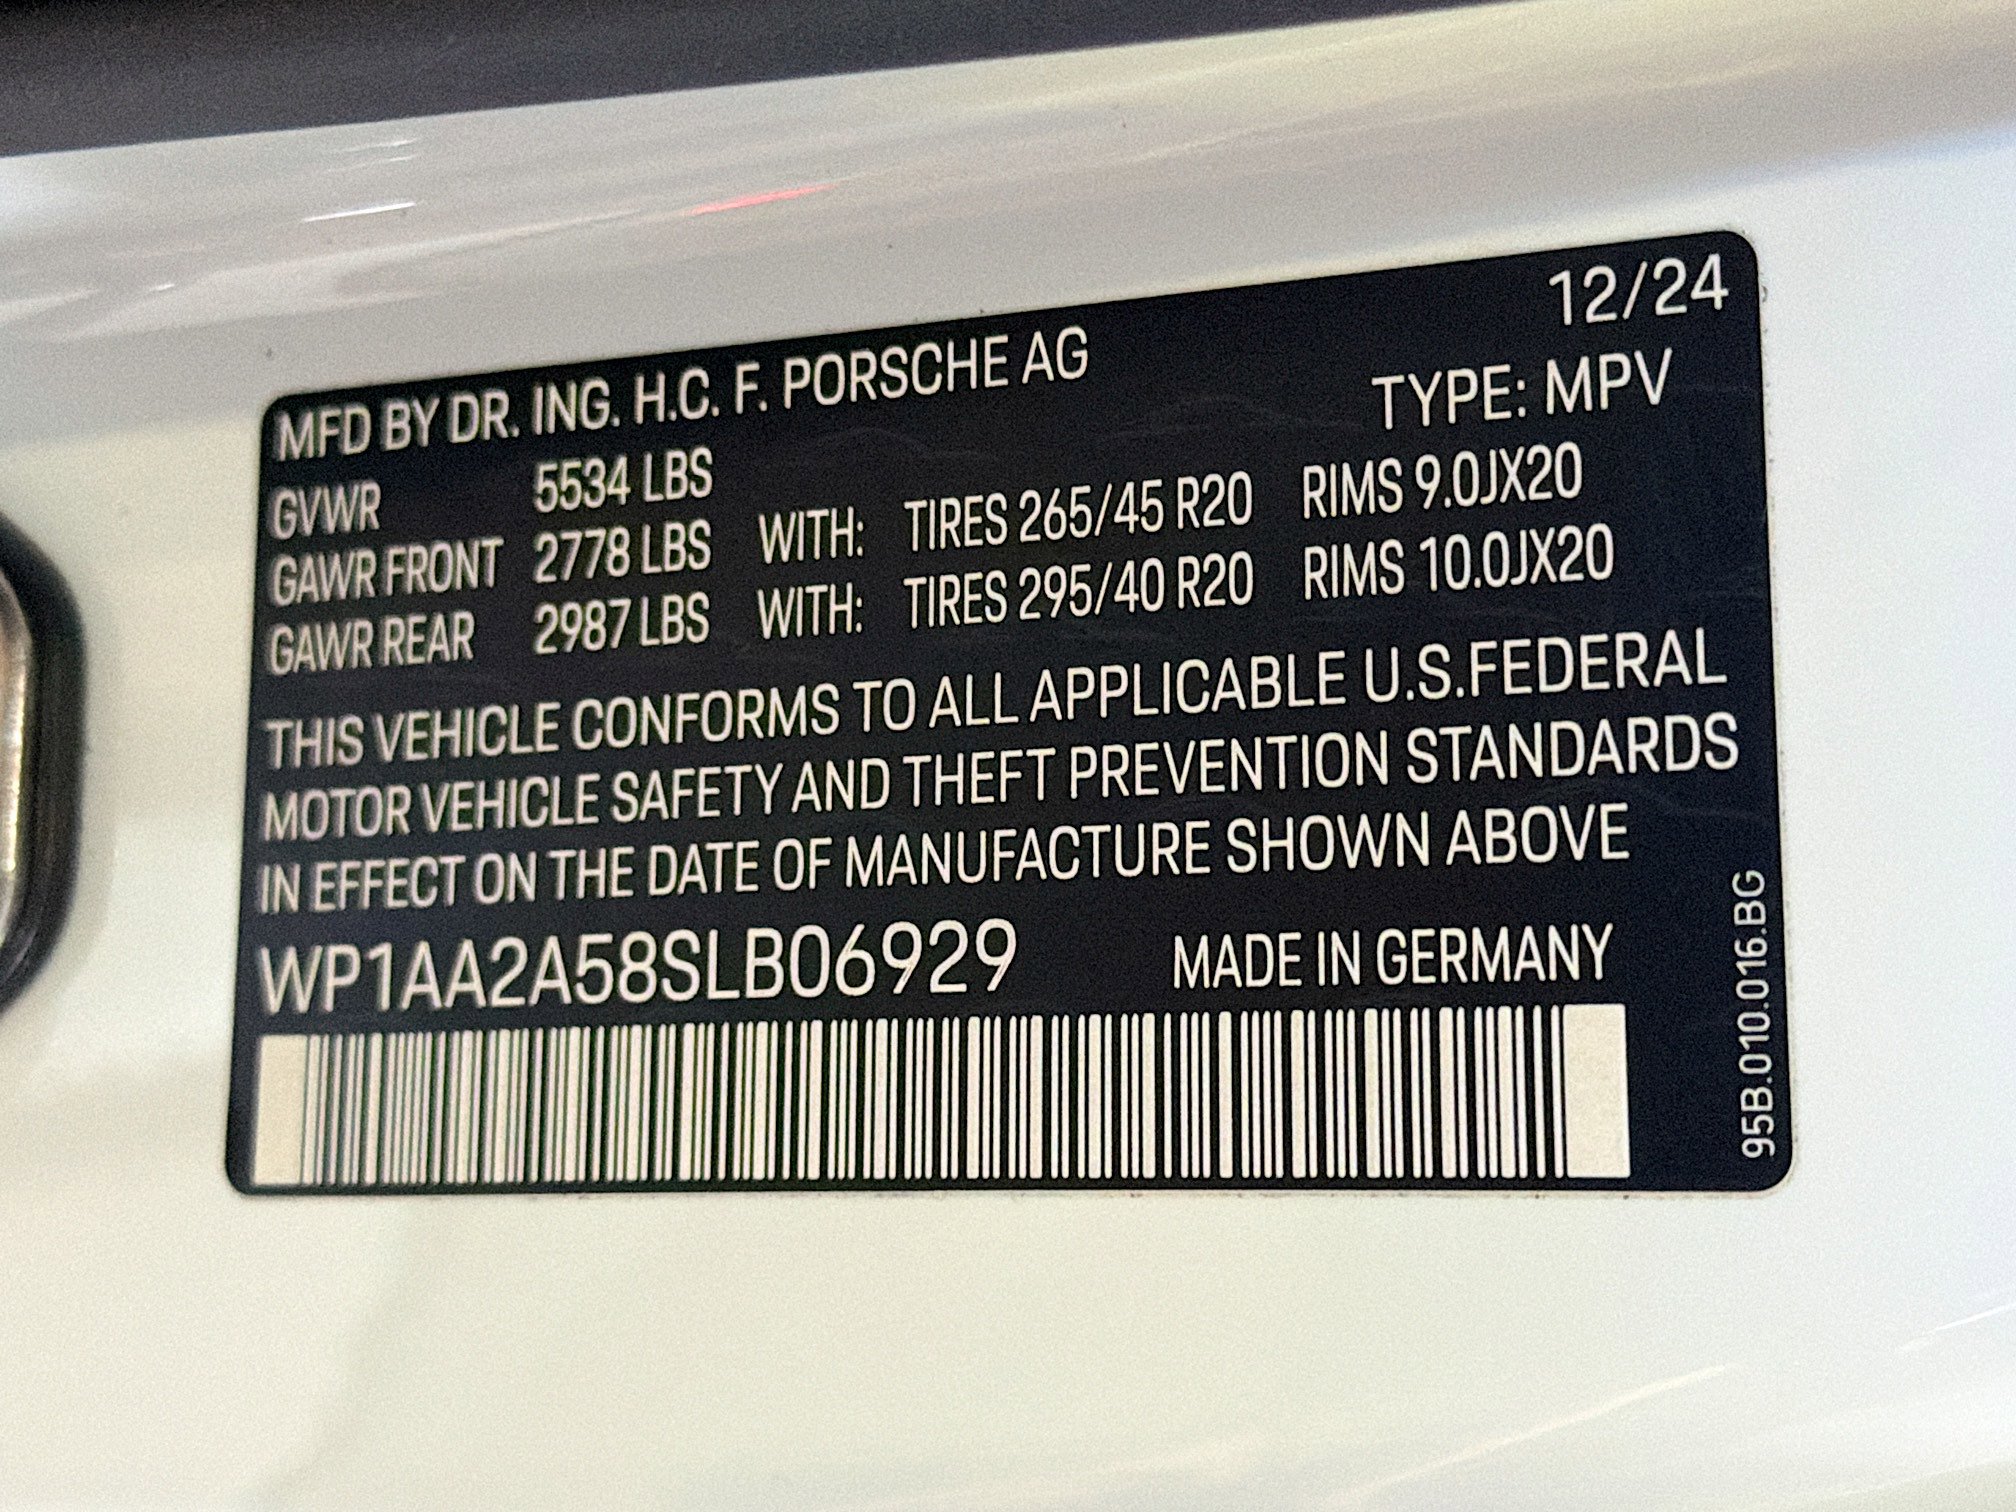 12/24
MFD BY DR. ING. H.C. F. PORSCHE AG TYPE: MPV
GVWR 5534 LBS
GAWR FRONT 2778 LBS WITH: TIRES 265/45 R20 RIMS 9.0JX20
GAWR REAR 2987 LBS WITH: TIRES 295/40 R20 RIMS 10.0JX20
THIS VEHICLE CONFORMS TO ALL APPLICABLE U.S.FEDERAL
MOTOR VEHICLE SAFETY AND THEFT PREVENTION STANDARDS
IN EFFECT ON THE DATE OF MANUFACTURE SHOWN ABOVE
WP1AA2A58SLB06929 MADE IN GERMANY
95B.010.016.BG